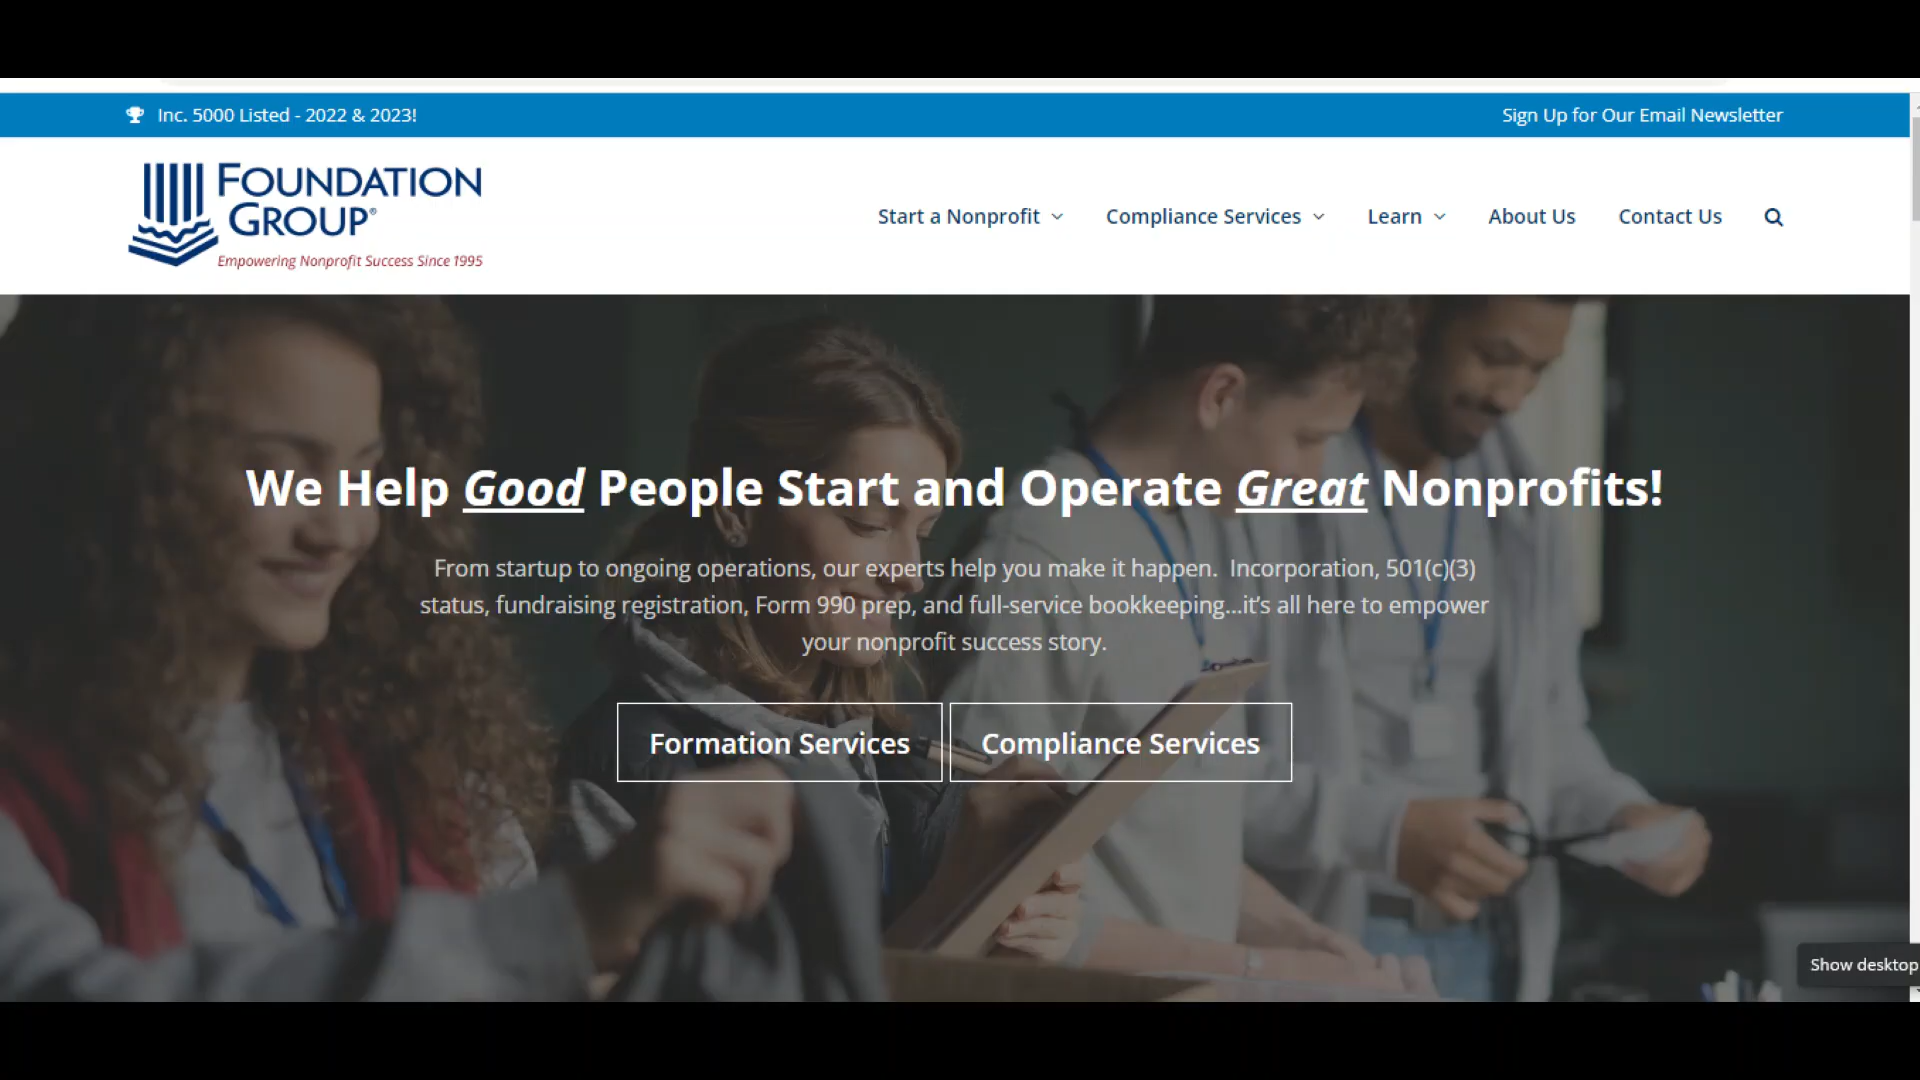 Inc. 5000 Listed - 2022 & 2023!
Sign Up for Our Email Newsletter
FOUNDATION
GROUP®
Empowering Nonprofit Success Since 1995
Start a Nonprofit
Compliance Services
Learn
About Us
Contact Us
We Help Good People Start and Operate Great Nonprofits!
From startup to ongoing operations, our experts help you make it happen. Incorporation, 501(c)(3)
status, fundraising registration, Form 990 prep, and full-service bookkeeping...it's all here to empower
your nonprofit success story.
Formation Services
Compliance Services
Show desktop